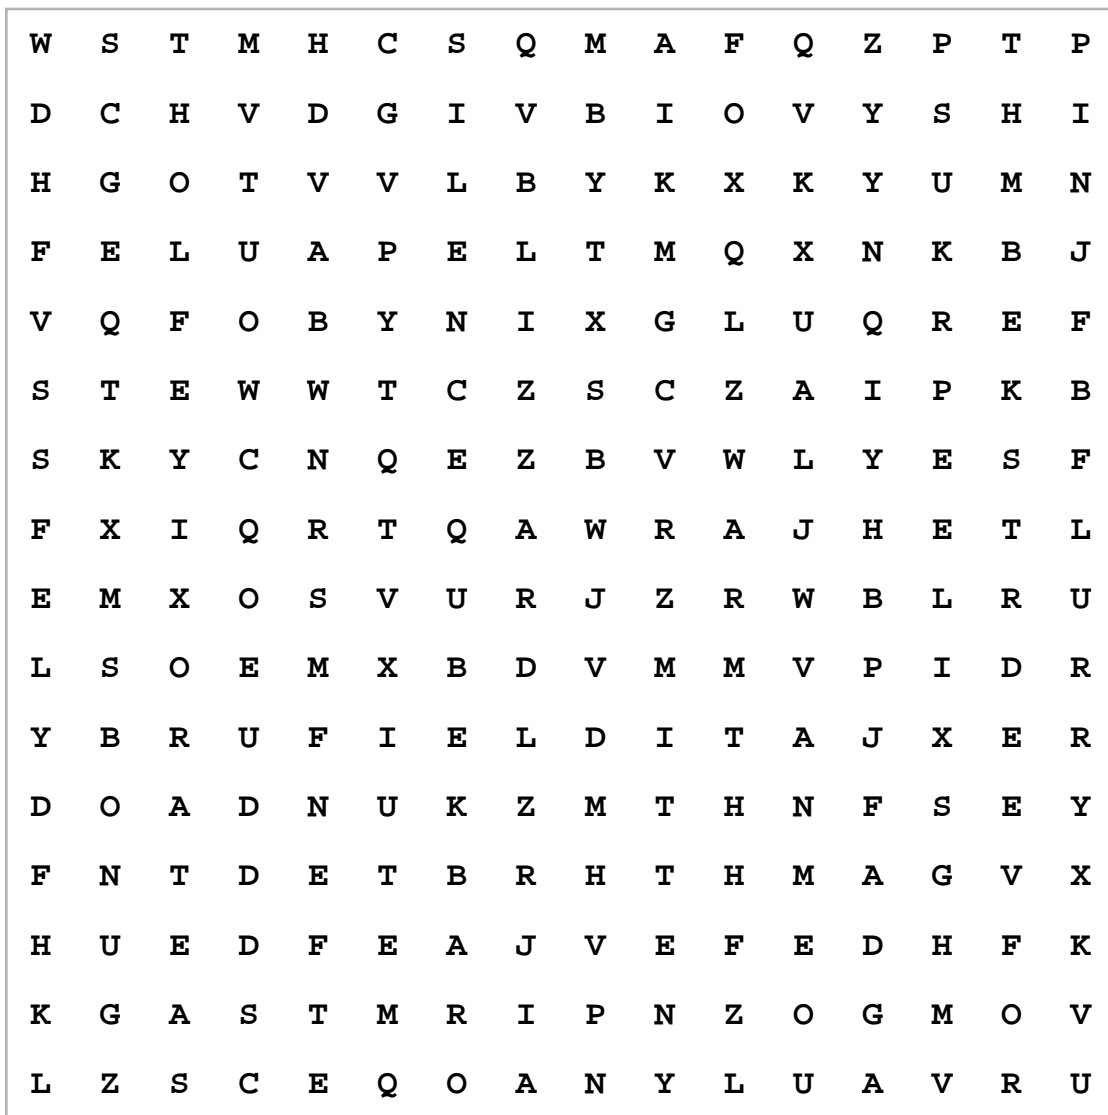 W S T M H C S Q M A F Q Z P T P
D C H V D G I V B I O V Y S H I
H G O T V V L B Y K X K Y U M N
F E L U A P E L T M Q X N K B J
V Q F O B Y N I X G L U Q R E F
S T E W W T C Z S C Z A I P K B
S K Y C N Q E Z B V W L Y E S F
F X I Q R T Q A W R A J H E T L
E M X O S V U R J Z R W B L R U
L S O E M X B D V M M V P I D R
Y B R U F I E L D I T A J X E R
D O A D N U K Z M T H N F S E Y
F N T D E T B R H T H M A G V X
H U E D F E A J V E F E D H F K
K G A S T M R I P N Z O G M O V
L Z S C E Q O A N Y L U A V R U